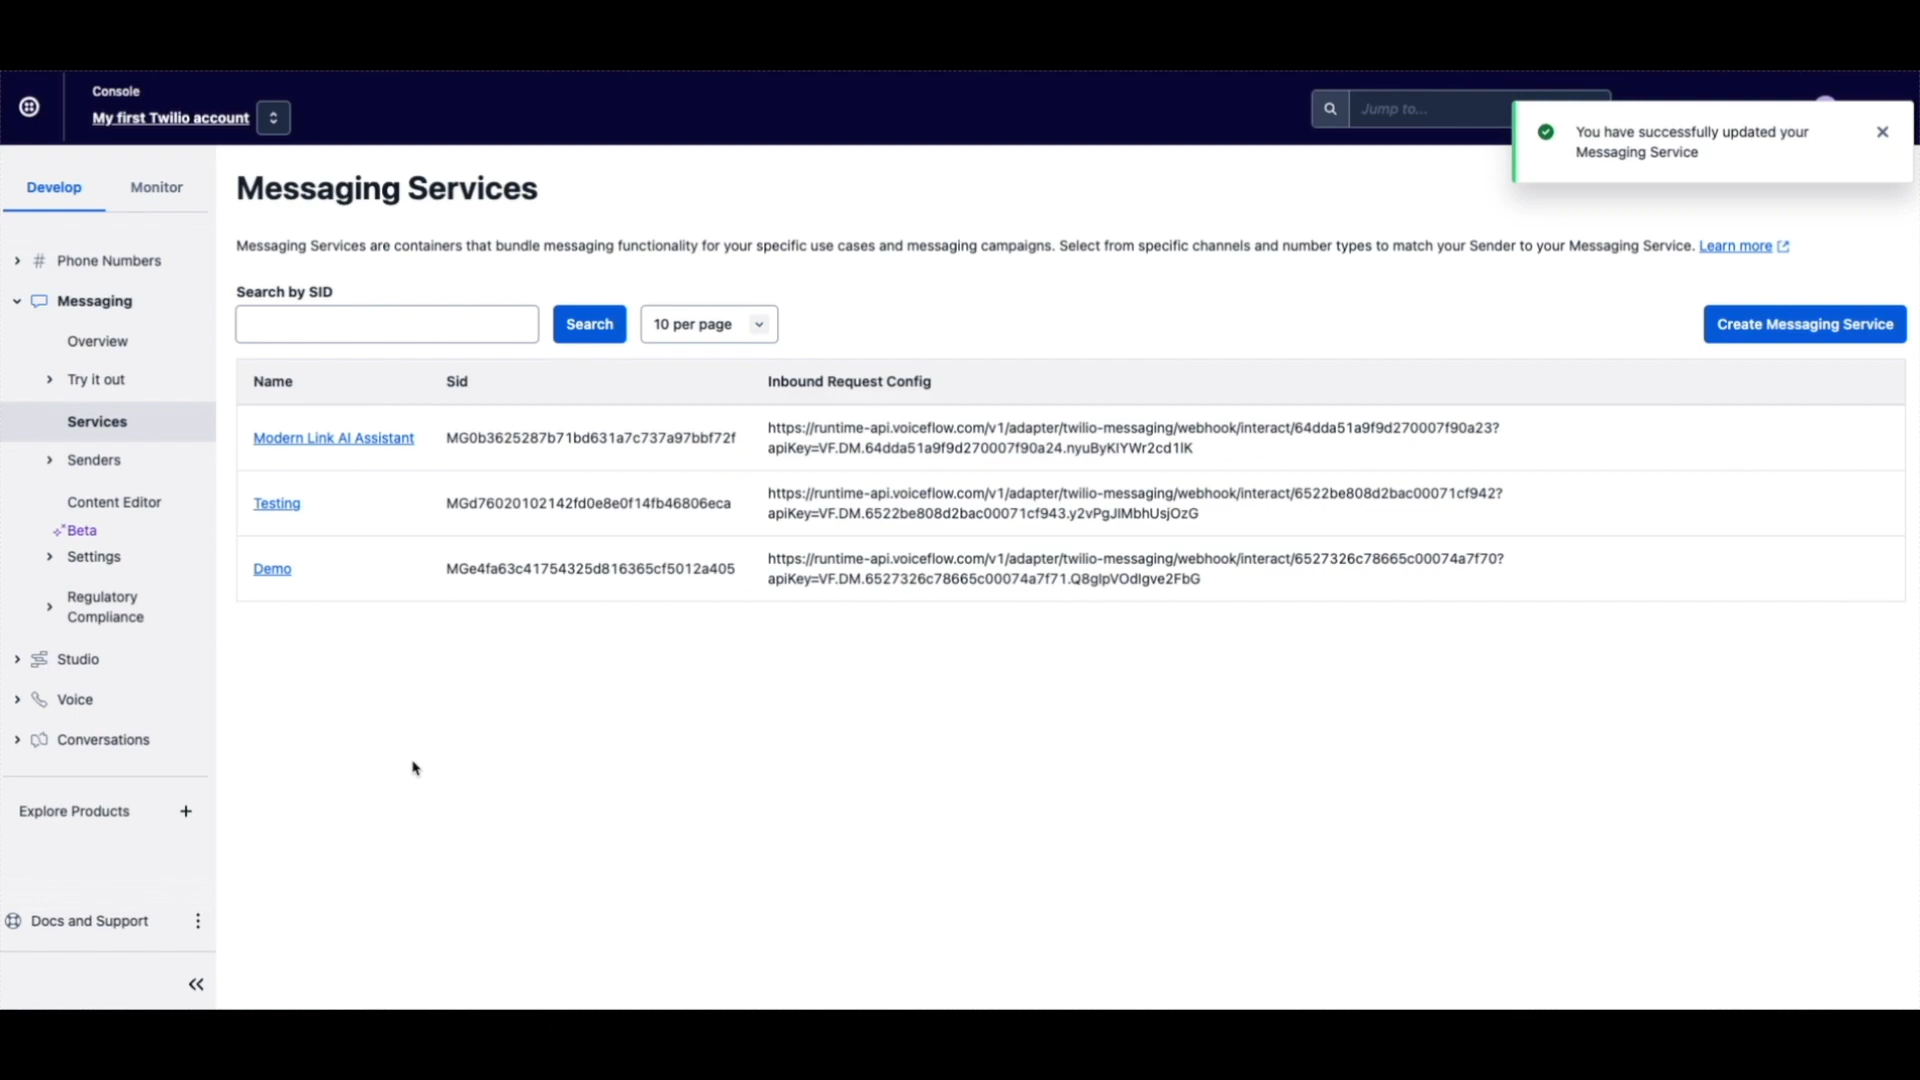 Console
My first Twilio account
Jump to...
You have successfully updated your
Messaging Service
Develop
Monitor
Phone Numbers
Messaging
Overview
Try it out
Services
Senders
Content Editor
Beta
Settings
Regulatory
Compliance
Studio
Voice
Conversations
Explore Products
Docs and Support
Messaging Services
Messaging Services are containers that bundle messaging functionality for your specific use cases and messaging campaigns. Select from specific channels and number types to match your Sender to your Messaging Service. Learn more
Search by SID
Search
10 per page
Create Messaging Service
Name Sid Inbound Request Config
Modern Link AI Assistant MG0b3625287b71bd631a7c737a97bbf72f https://runtime-api.voiceflow.com/v1/adapter/twilio-messaging/webhook/interact/64dda51a9f9d270007f90a23?
apiKey=VF.DM.64dda51a9f9d270007f90a24.nyuByKIYWr2cd1lK
Testing MGd76020102142fd0e8e0f14fb46806eca https://runtime-api.voiceflow.com/v1/adapter/twilio-messaging/webhook/interact/6522be808d2bac00071cf942?
apiKey=VF.DM.6522be808d2bac00071cf943.y2vPgJIMbhUsjOzG
Demo MGe4fa63c41754325d816365cf5012a405 https://runtime-api.voiceflow.com/v1/adapter/twilio-messaging/webhook/interact/6527326c78665c00074a7f70?
apiKey=VF.DM.6527326c78665c00074a7f71.Q8glpVOdlgve2FbG